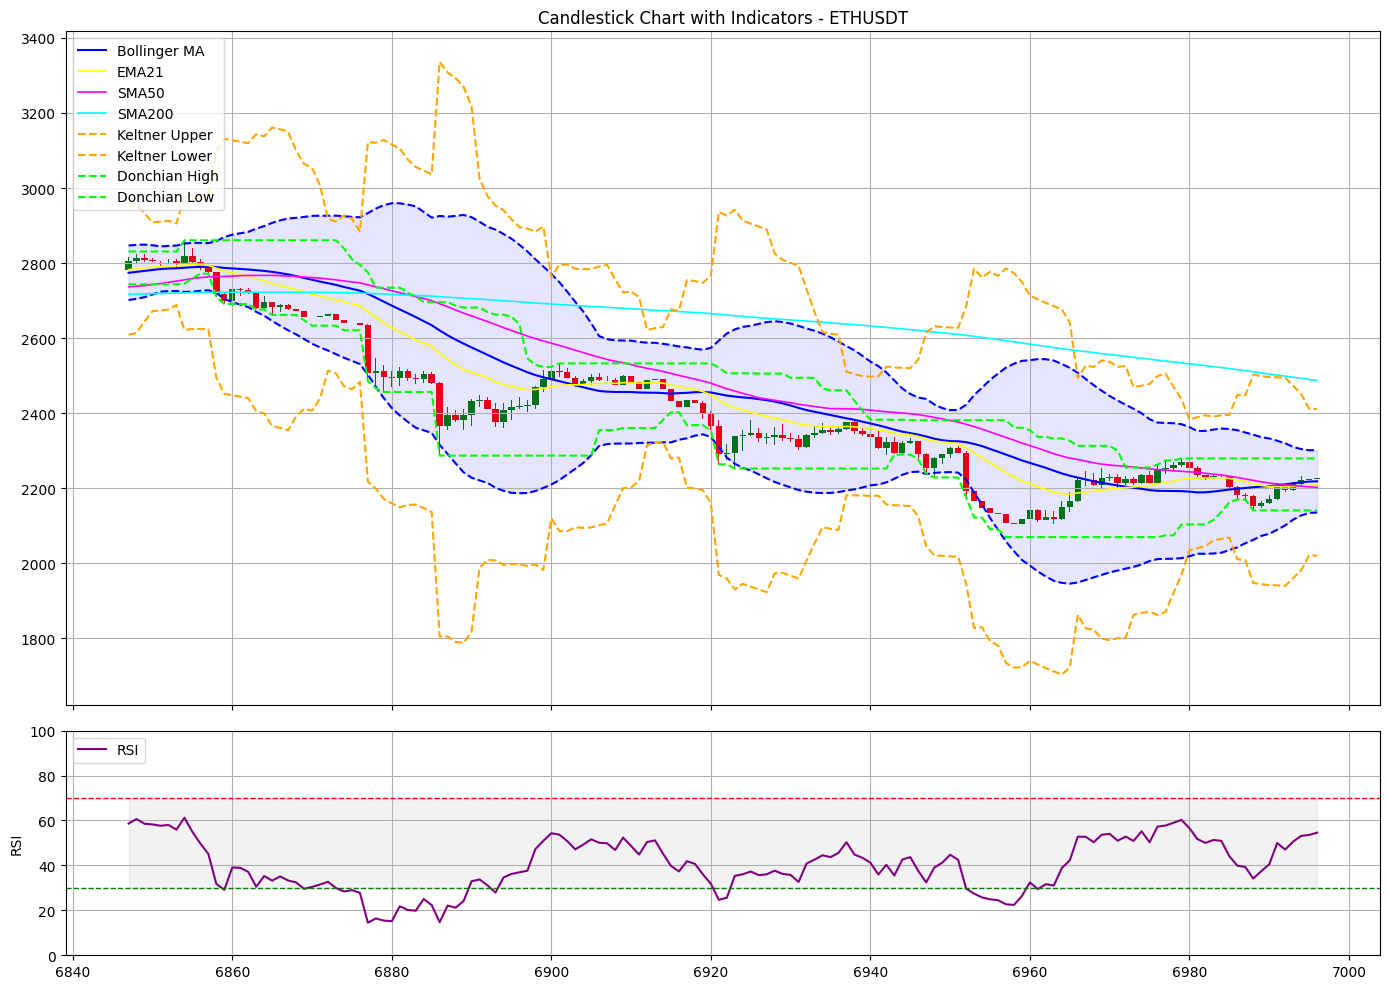 Candlestick Chart with Indicators - ETHUSDT
3400
3200
3000
2800
2600
2400
2200
2000
1800
Bollinger MA
EMA21
SMA50
SMA200
Keltner Upper
Keltner Lower
Donchian High
Donchian Low
100
80
60
40
20
0
RSI
RSI
6840 6860 6880 6900 6920 6940 6960 6980 7000